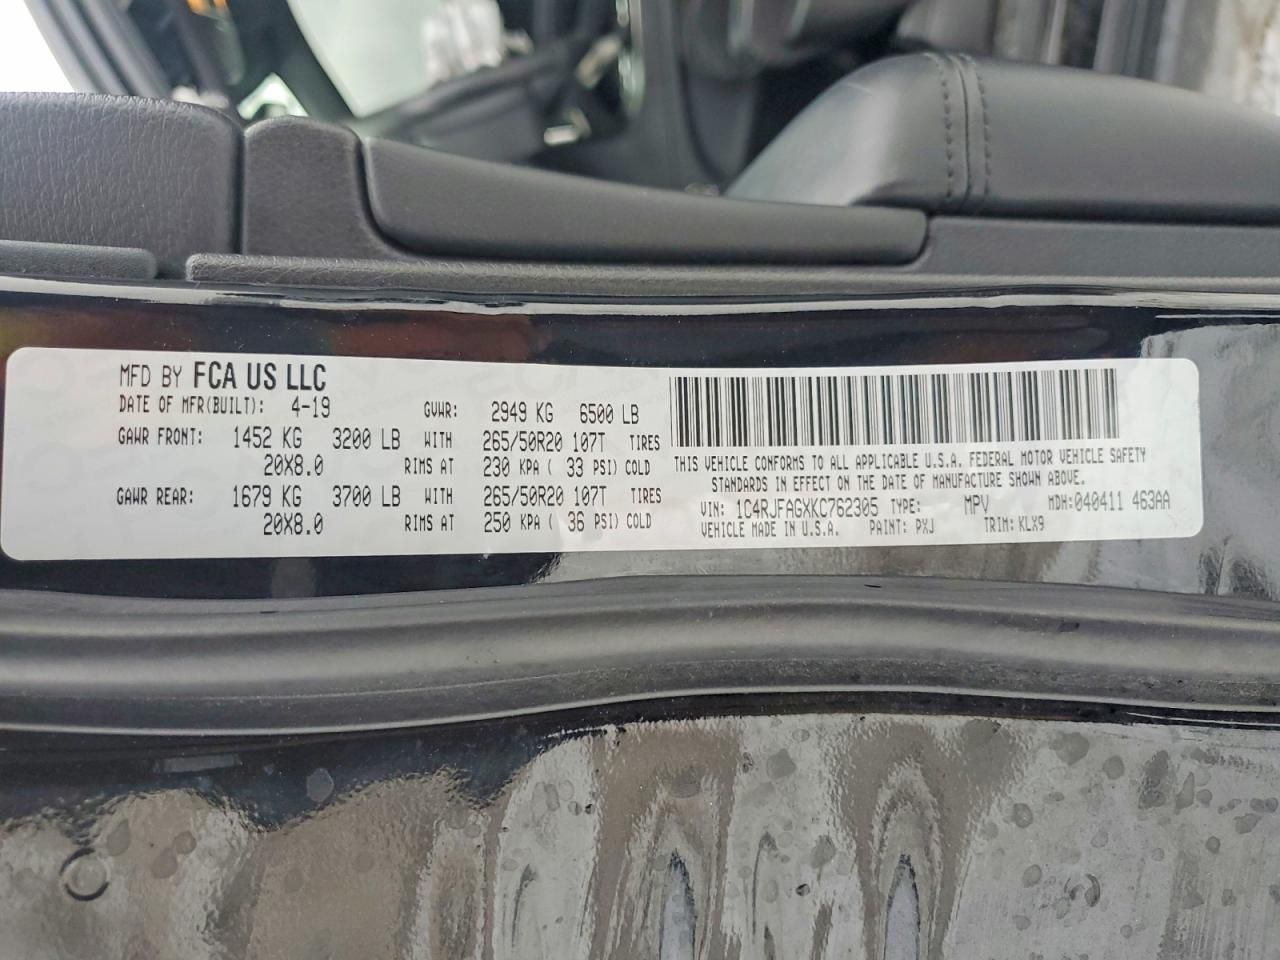 MFD BY FCA US LLC
DATE OF MFR(BUILT): 4-19 GVWR: 2949 KG 6500 LB
GAWR FRONT: 1452 KG 3200 LB WITH 265/50R20 107T TIRES
20X8.0 RIMS AT 230 KPA ( 33 PSI) COLD
GAWR REAR: 1679 KG 3700 LB WITH 265/50R20 107T TIRES
20X8.0 RIMS AT 250 KPA ( 36 PSI) COLD
THIS VEHICLE CONFORMS TO ALL APPLICABLE U.S.A. FEDERAL MOTOR VEHICLE SAFETY
STANDARDS IN EFFECT ON THE DATE OF MANUFACTURE SHOWN ABOVE.
VIN: 1C4RJFAGXKC762305 TYPE: MPV MDH:040411 463AA
VEHICLE MADE IN U.S.A. PAINT: PXJ TRIM: KLX9